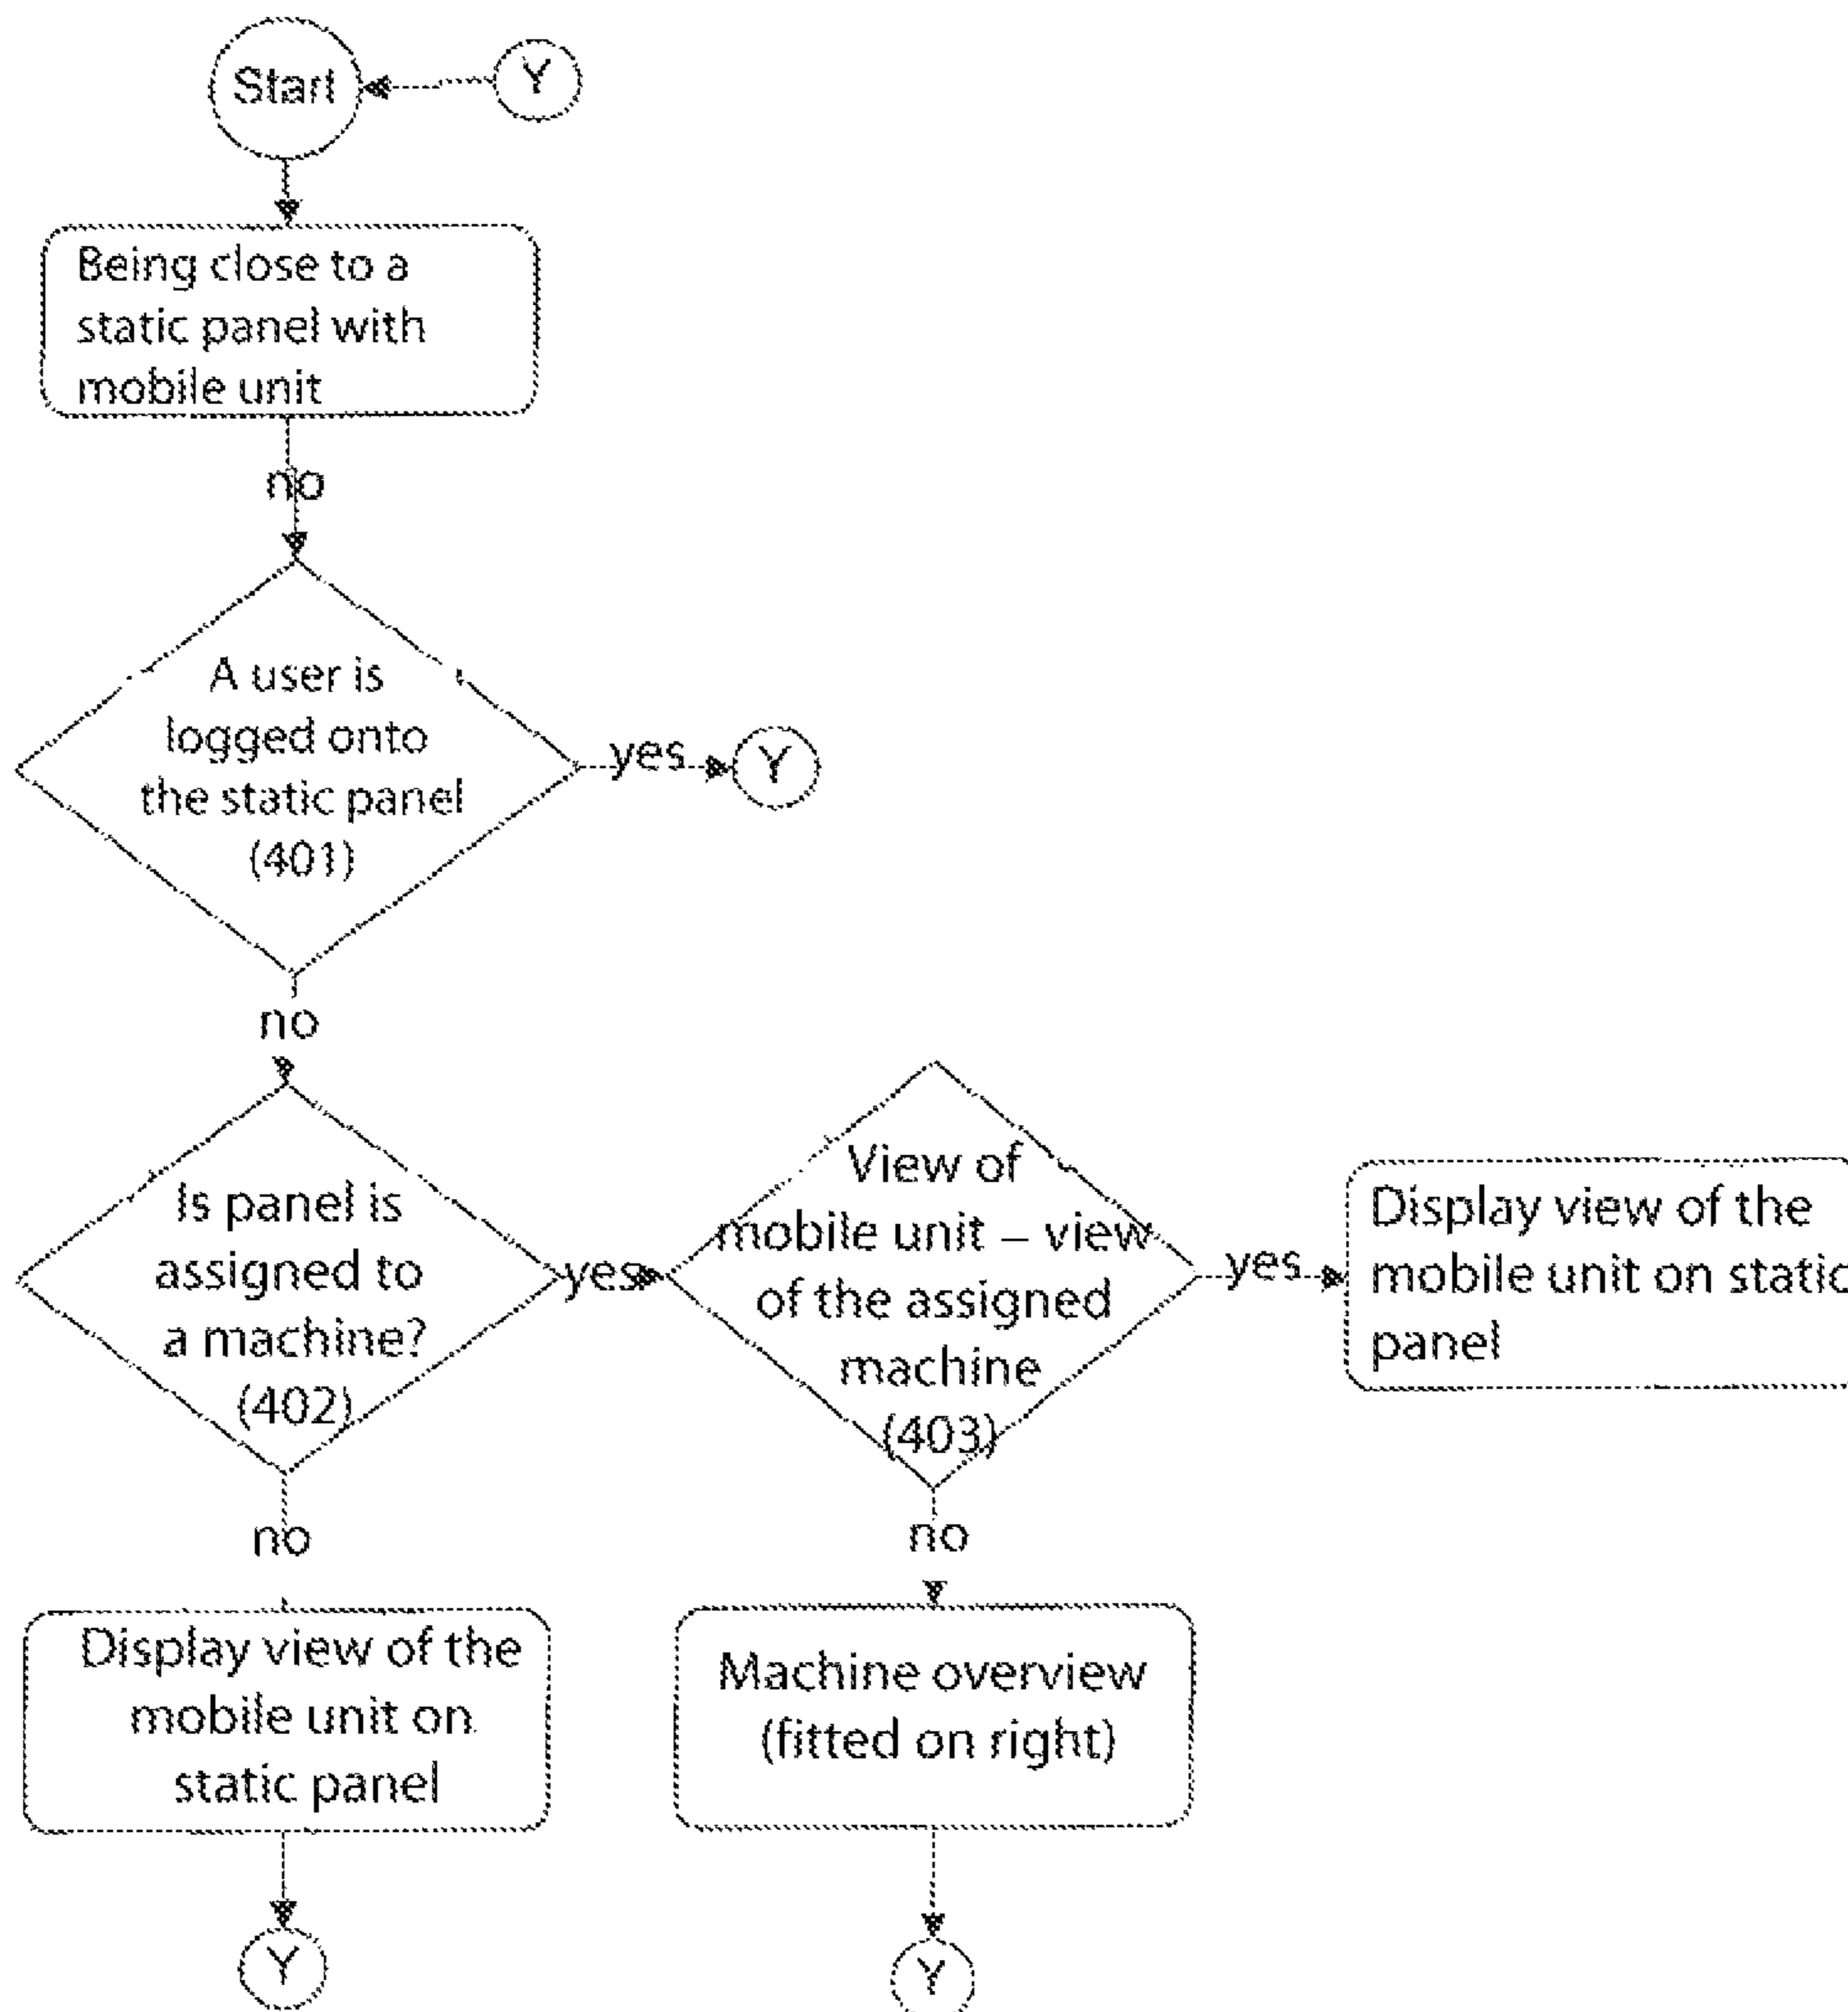 Start
Y
Being close to a
static panel with
mobile unit
no
A user is
logged onto
the static panel
(401)
yes
Y
no
Is panel is
assigned to
a machine?
(402)
yes
View of
mobile unit – view
of the assigned
machine
(403)
yes
Display view of the
mobile unit on static
panel
no
no
Display view of the
mobile unit on
static panel
Machine overview
(fitted on right)
Y
Y